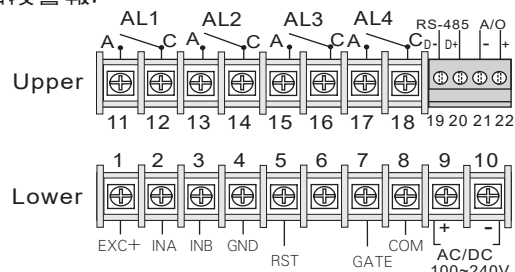 AL1 AL2 AL3 AL4 RS-485 A/O
A C A C A C A C D- D+ - +
Upper
11 12 13 14 15 16 17 18 19 20 21 22
1 2 3 4 5 6 7 8 9 10
Lower
+ -
EXC+ INA INB GND RST GATE COM AC/DC
100~240V